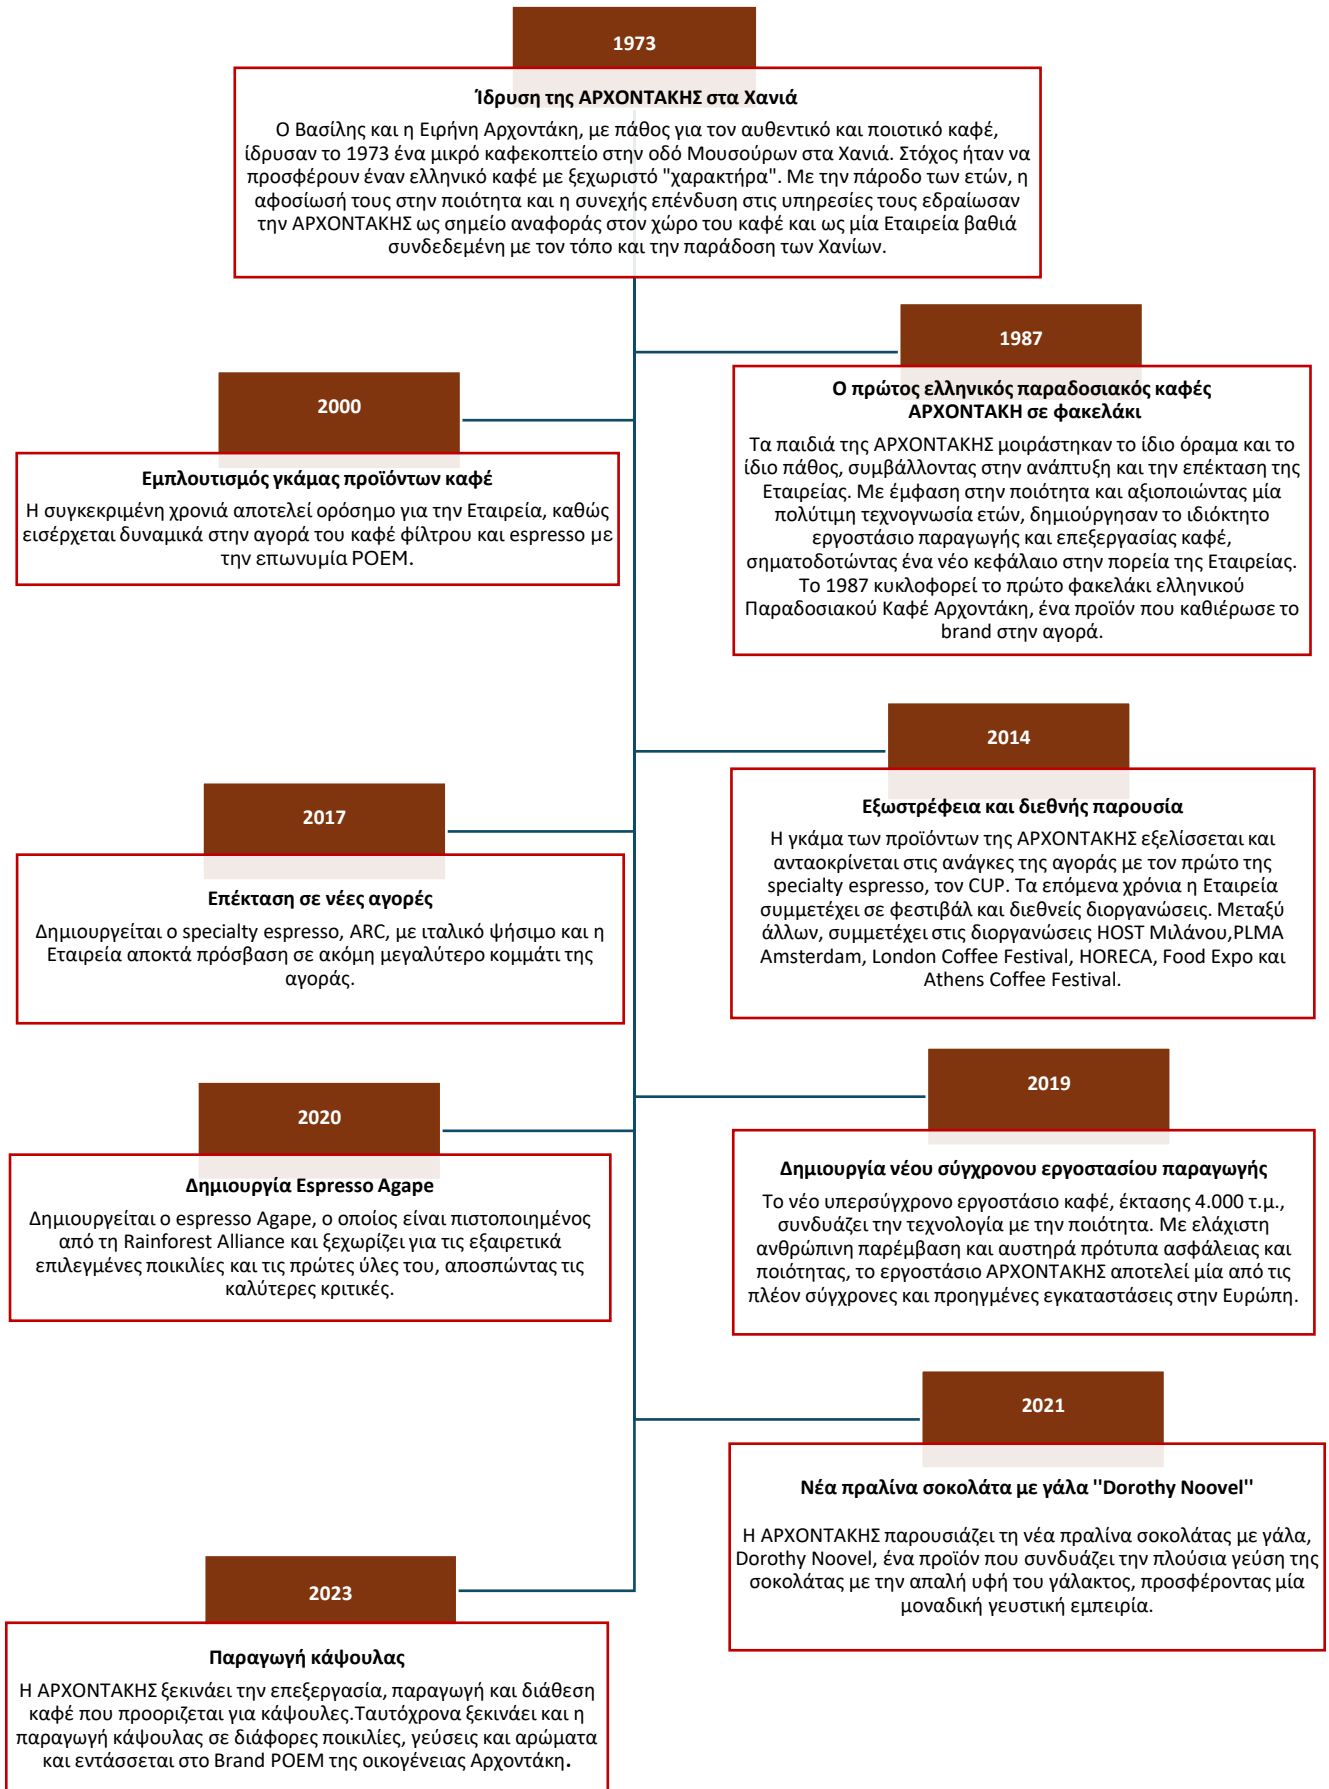 1973
Ίδρυση της ΑΡΧΟΝΤΑΚΗΣ στα Χανιά
Ο Βασίλης και η Ειρήνη Αρχοντάκη, με πάθος για τον αυθεντικό και ποιοτικό καφέ,
ίδρυσαν το 1973 ένα μικρό καφεκοπτείο στην οδό Μουσούρων στα Χανιά. Στόχος ήταν να
προσφέρουν έναν ελληνικό καφέ με ξεχωριστό "χαρακτήρα". Με την πάροδο των ετών, η
αφοσίωσή τους στην ποιότητα και η συνεχής επένδυση στις υπηρεσίες τους εδραίωσαν
την ΑΡΧΟΝΤΑΚΗΣ ως σημείο αναφοράς στον χώρο του καφέ και ως μία Εταιρεία βαθιά
συνδεδεμένη με τον τόπο και την παράδοση των Χανίων.
1987
Ο πρώτος ελληνικός παραδοσιακός καφές
ΑΡΧΟΝΤΑΚΗ σε φακελάκι
Τα παιδιά της ΑΡΧΟΝΤΑΚΗΣ μοιράστηκαν το ίδιο όραμα και το
ίδιο πάθος, συμβάλλοντας στην ανάπτυξη και την επέκταση της
Εταιρείας. Με έμφαση στην ποιότητα και αξιοποιώντας μία
πολύτιμη τεχνογνωσία ετών, δημιούργησαν το ιδιόκτητο
εργοστάσιο παραγωγής και επεξεργασίας καφέ,
σηματοδοτώντας ένα νέο κεφάλαιο στην πορεία της Εταιρείας.
Το 1987 κυκλοφορεί το πρώτο φακελάκι ελληνικού
Παραδοσιακού Καφέ Αρχοντάκη, ένα προϊόν που καθιέρωσε το
brand στην αγορά.
2000
Εμπλουτισμός γκάμας προϊόντων καφέ
Η συγκεκριμένη χρονιά αποτελεί ορόσημο για την Εταιρεία, καθώς
εισέρχεται δυναμικά στην αγορά του καφέ φίλτρου και espresso με
την επωνυμία POEM.
2014
Εξωστρέφεια και διεθνής παρουσία
Η γκάμα των προϊόντων της ΑΡΧΟΝΤΑΚΗΣ εξελίσσεται και
ανταοκρίνεται στις ανάγκες της αγοράς με τον πρώτο της
specialty espresso, τον CUP. Τα επόμενα χρόνια η Εταιρεία
συμμετέχει σε φεστιβάλ και διεθνείς διοργανώσεις. Μεταξύ
άλλων, συμμετέχει στις διοργανώσεις HOST Μιλάνου,PLMA
Amsterdam, London Coffee Festival, HORECA, Food Expo και
Athens Coffee Festival.
2017
Επέκταση σε νέες αγορές
Δημιουργείται ο specialty espresso, ARC, με ιταλικό ψήσιμο και η
Εταιρεία αποκτά πρόσβαση σε ακόμη μεγαλύτερο κομμάτι της
αγοράς.
2019
Δημιουργία νέου σύγχρονου εργοστασίου παραγωγής
Το νέο υπερσύγχρονο εργοστάσιο καφέ, έκτασης 4.000 τ.μ.,
συνδυάζει την τεχνολογία με την ποιότητα. Με ελάχιστη
ανθρώπινη παρέμβαση και αυστηρά πρότυπα ασφάλειας και
ποιότητας, το εργοστάσιο ΑΡΧΟΝΤΑΚΗΣ αποτελεί μία από τις
πλέον σύγχρονες και προηγμένες εγκαταστάσεις στην Ευρώπη.
2020
Δημιουργία Espresso Agape
Δημιουργείται ο espresso Agape, ο οποίος είναι πιστοποιημένος
από τη Rainforest Alliance και ξεχωρίζει για τις εξαιρετικά
επιλεγμένες ποικιλίες και τις πρώτες ύλες του, αποσπώντας τις
καλύτερες κριτικές.
2021
Νέα πραλίνα σοκολάτα με γάλα "Dorothy Noovel"
Η ΑΡΧΟΝΤΑΚΗΣ παρουσιάζει τη νέα πραλίνα σοκολάτας με γάλα,
Dorothy Noovel, ένα προϊόν που συνδυάζει την πλούσια γεύση της
σοκολάτας με την απαλή υφή του γάλακτος, προσφέροντας μία
μοναδική γευστική εμπειρία.
2023
Παραγωγή κάψουλας
Η ΑΡΧΟΝΤΑΚΗΣ ξεκινάει την επεξεργασία, παραγωγή και διάθεση
καφέ που προοριζεται για κάψουλες.Ταυτόχρονα ξεκινάει και η
παραγωγή κάψουλας σε διάφορες ποικιλίες, γεύσεις και αρώματα
και εντάσσεται στο Brand POEM της οικογένειας Αρχοντάκη.